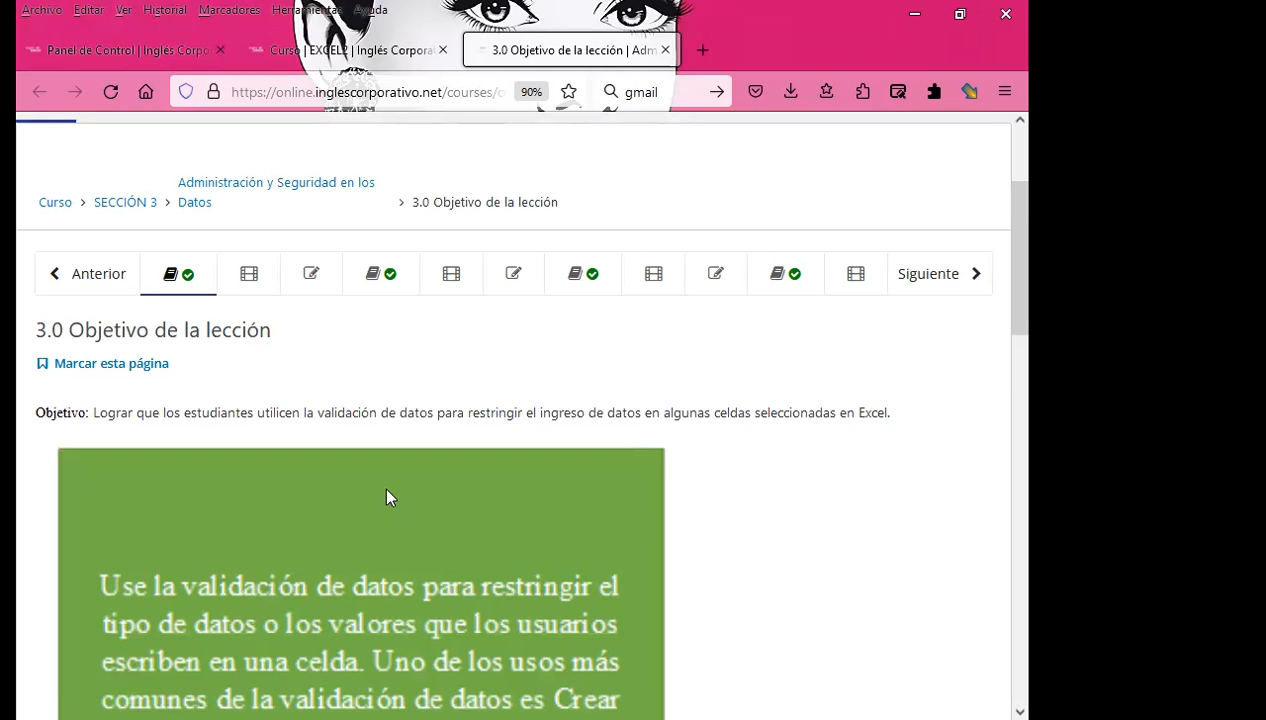 Archivo Editar Ver Historial Marcadores Herramientas Ayuda
Panel de Control | Inglés Corpo
Curso | EXCEL2 | Inglés Corporat
3.0 Objetivo de la lección | Adm
https://online.inglescorporativo.net/courses/c 90% gmail
Administración y Seguridad en los
Curso > SECCIÓN 3 > Datos > 3.0 Objetivo de la lección
Anterior Siguiente
3.0 Objetivo de la lección
Marcar esta página
Objetivo: Lograr que los estudiantes utilicen la validación de datos para restringir el ingreso de datos en algunas celdas seleccionadas en Excel.
Use la validación de datos para restringir el
tipo de datos o los valores que los usuarios
escriben en una celda. Uno de los usos más
comunes de la validación de datos es Crear